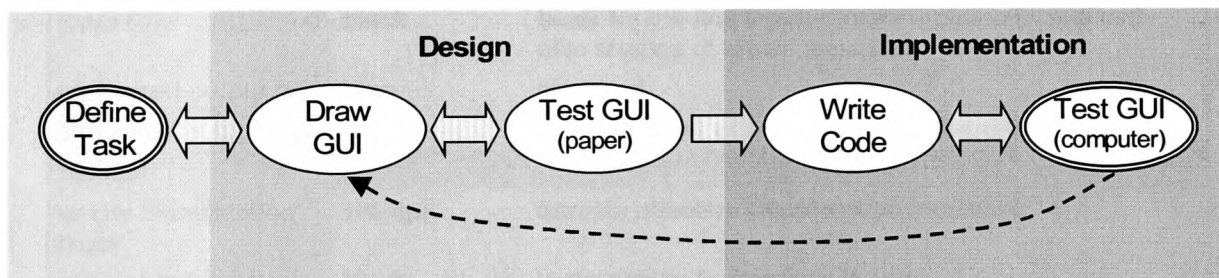 Design
Implementation
Define
Task
Draw
GUI
Test GUI
(paper)
Write
Code
Test GUI
(computer)